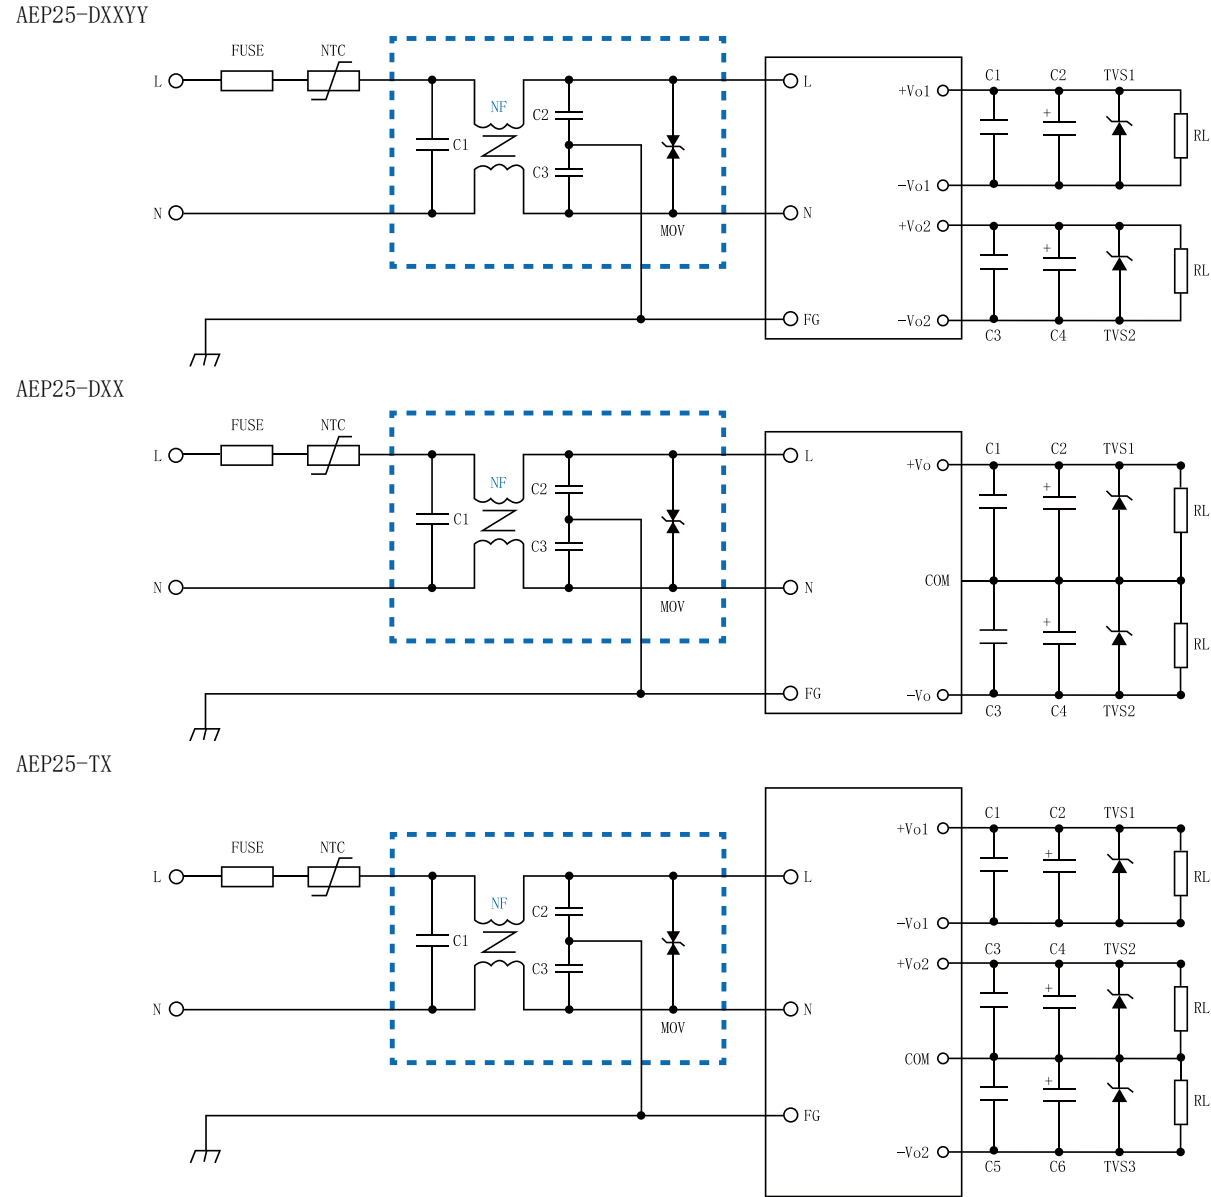 AEP25-DXXYY
FUSE NTC C1 C2 TVS1
L NF C2 L +Vo1
C1 RL
C3 -Vo1
N N +Vo2
MOV
RL
FG -Vo2
C3 C4 TVS2
AEP25-DXX
FUSE NTC C1 C2 TVS1
L L +Vo
NF C2
C1 RL
C3
N N COM
MOV
RL
FG -Vo
C3 C4 TVS2
AEP25-TX
C1 C2 TVS1
+Vo1
FUSE NTC
L L RL
NF C2
-Vo1
C1 C3 C4 TVS2
C3 +Vo2
N N RL
MOV
COM
RL
FG
-Vo2
C5 C6 TVS3
+
+
+
+
+
+
+